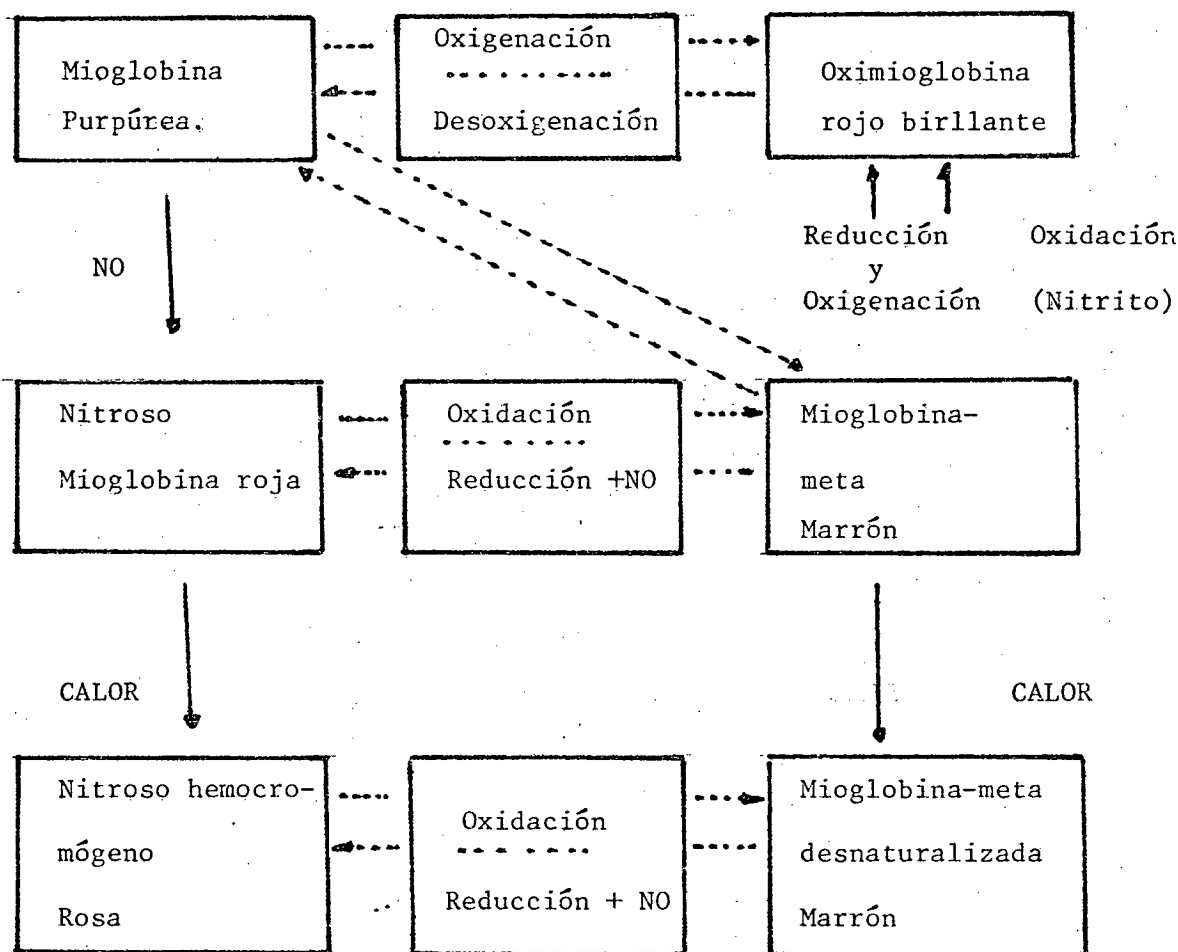 Mioglobina
Purpúrea.
Oxigenación
Desoxigenación
Oximioglobina
rojo birllante
NO
Reducción
y
Oxigenación
Oxidación
(Nitrito)
Nitroso
Mioglobina roja
Oxidación
Reducción +NO
Mioglobina-
meta
Marrón
CALOR
CALOR
Nitroso hemocro-
mógeno
Rosa
Oxidación
Reducción + NO
Mioglobina-meta
desnaturalizada
Marrón